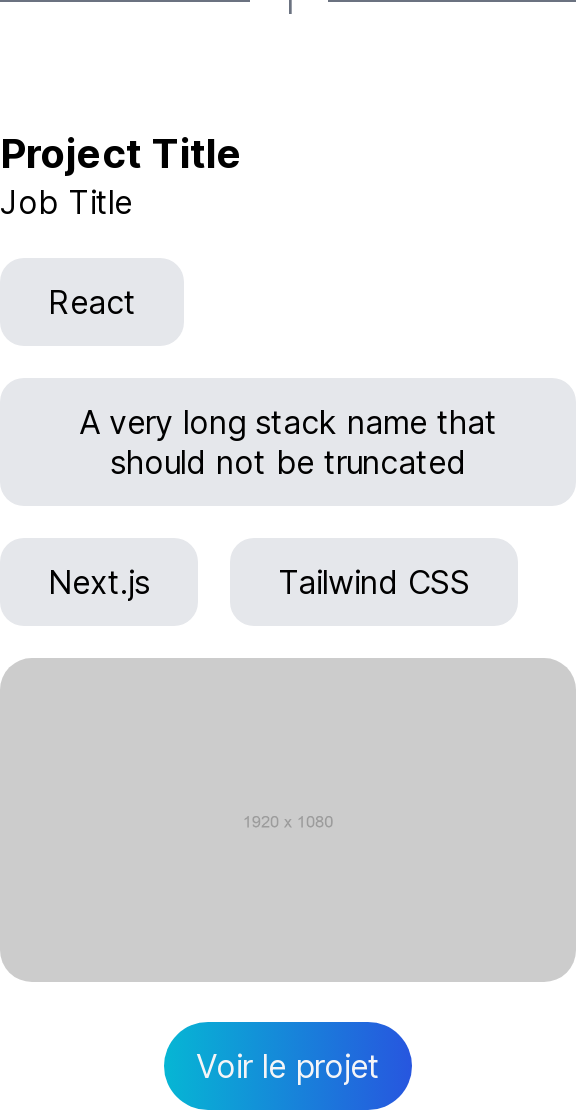 Project Title
Job Title
React
A very long stack name that
should not be truncated
Next.js
Tailwind CSS
1920 x 1080
Voir le projet